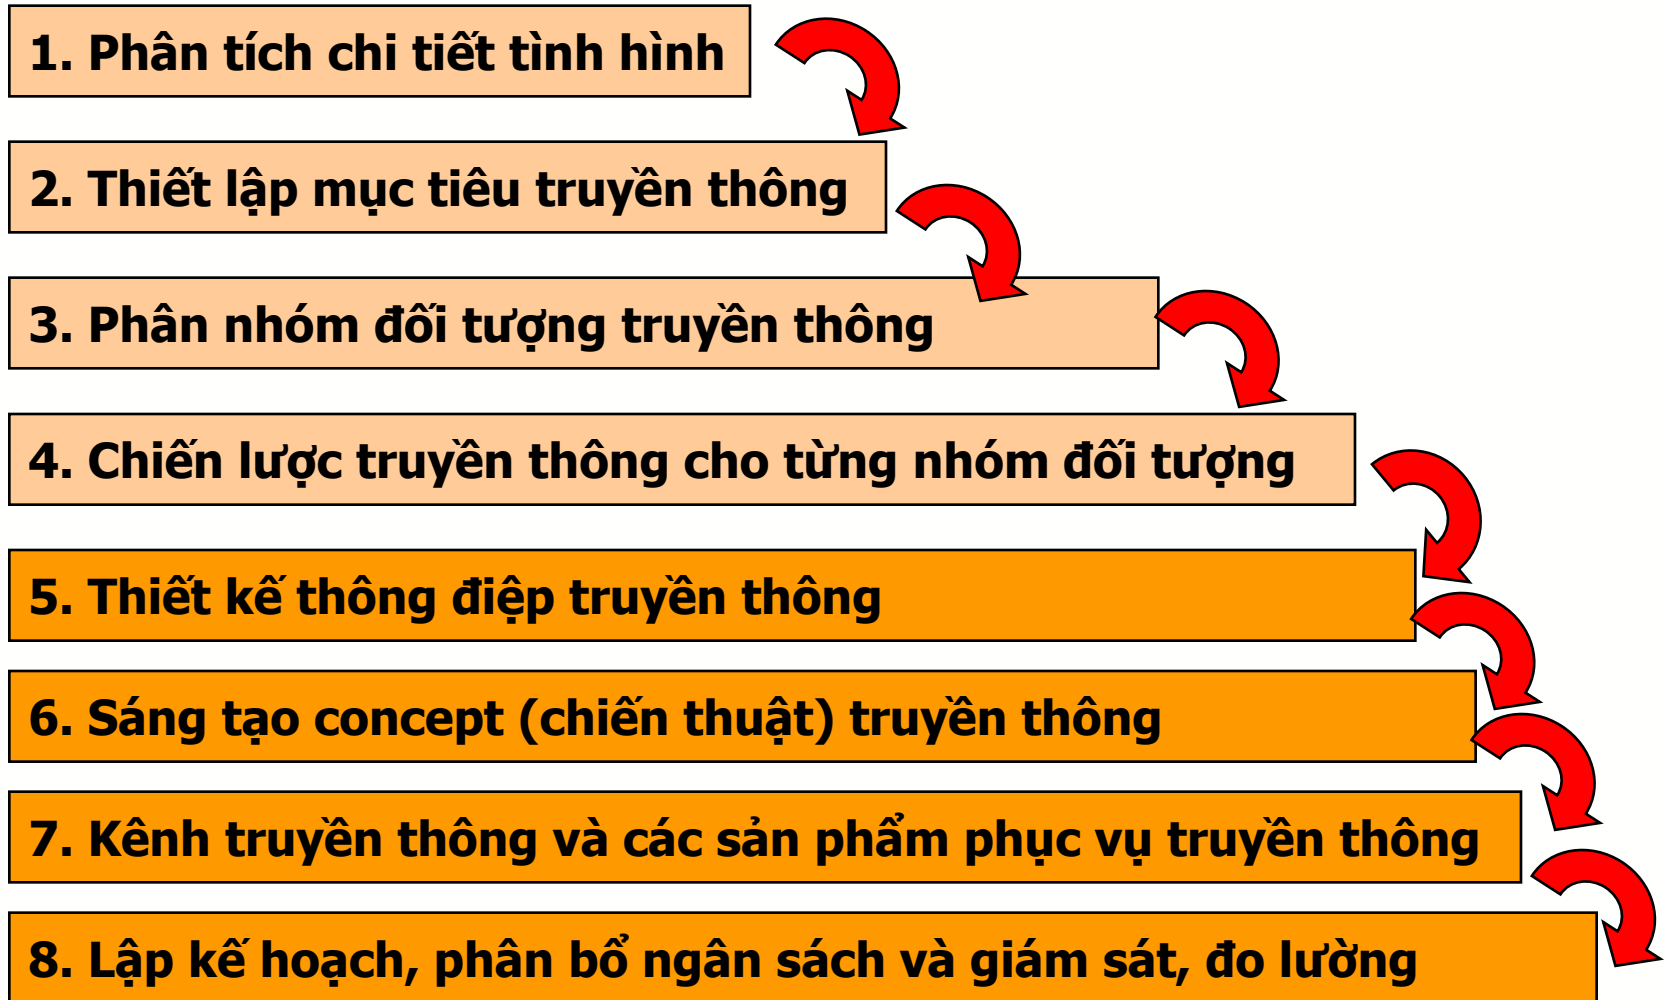 1. Phân tích chi tiết tình hình
2. Thiết lập mục tiêu truyền thông
3. Phân nhóm đối tượng truyền thông
4. Chiến lược truyền thông cho từng nhóm đối tượng
5. Thiết kế thông điệp truyền thông
6. Sáng tạo concept (chiến thuật) truyền thông
7. Kênh truyền thông và các sản phẩm phục vụ truyền thông
8. Lập kế hoạch, phân bổ ngân sách và giám sát, đo lường